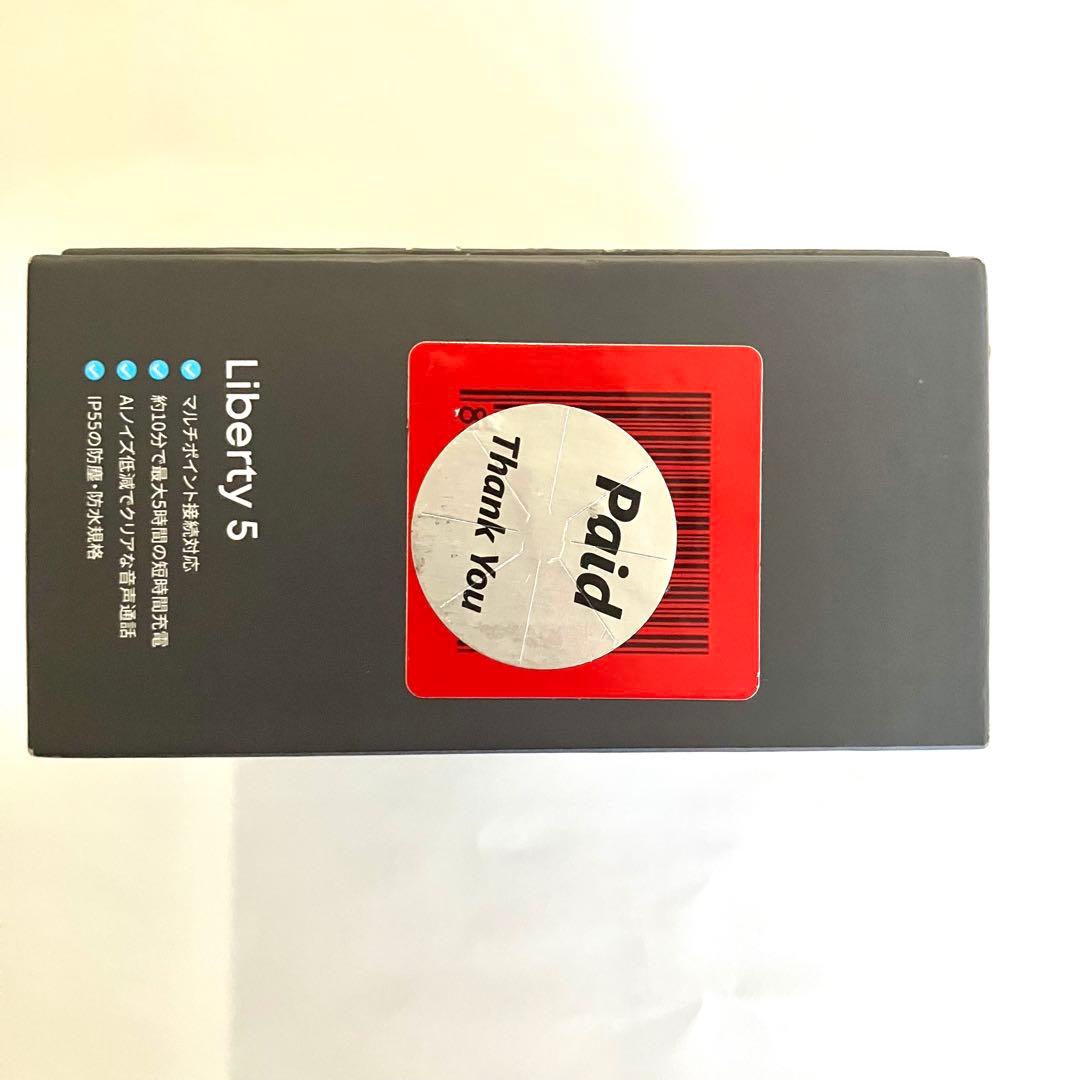 Liberty 5
マルチポイント接続対応
約10分で最大5時間の短時間充電
AIノイズ低減でクリアな音声通話
IP55の防塵・防水規格
Paid
Thank You
8